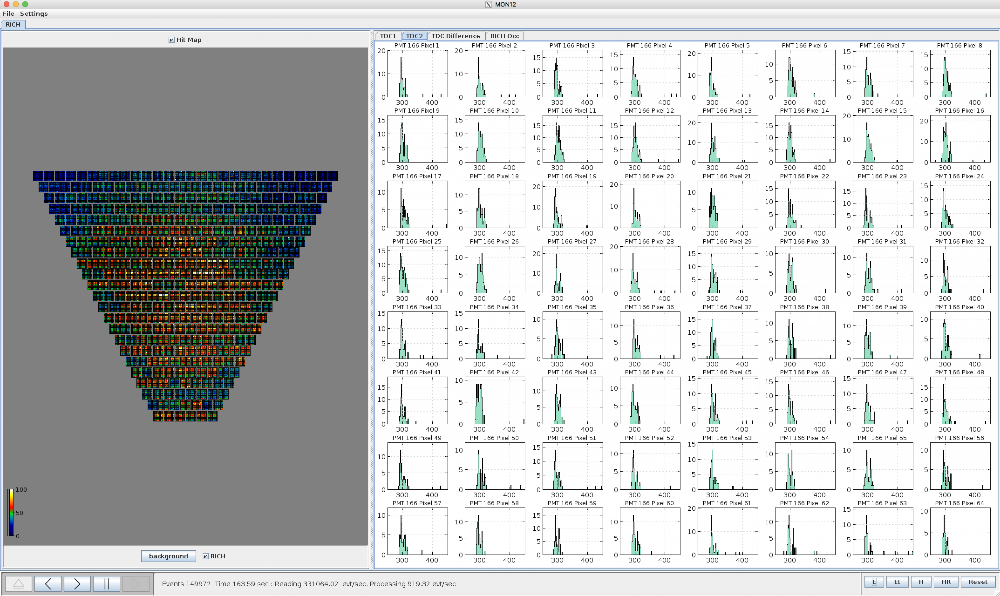 MON12
File Settings
RICH
Hit Map
TDC1 TDC2 TDC Difference RICH Occ
PMT 166 Pixel 1 PMT 166 Pixel 2 PMT 166 Pixel 3 PMT 166 Pixel 4 PMT 166 Pixel 5 PMT 166 Pixel 6 PMT 166 Pixel 7 PMT 166 Pixel 8
20 10 0 20 10 0 15 10 5 0 15 10 5 0 20 10 0 10 5 0 15 10 5 0 15 10 5 0
300 400 300 400 300 400 300 400 300 400 300 400 300 400 300 400
PMT 166 Pixel 9 PMT 166 Pixel 10 PMT 166 Pixel 11 PMT 166 Pixel 12 PMT 166 Pixel 13 PMT 166 Pixel 14 PMT 166 Pixel 15 PMT 166 Pixel 16
15 10 5 0 15 10 5 0 15 10 5 0 15 10 5 0 20 10 0 15 10 5 0 20 10 0 20 10 0
300 400 300 400 300 400 300 400 300 400 300 400 300 400 300 400
PMT 166 Pixel 17 PMT 166 Pixel 18 PMT 166 Pixel 19 PMT 166 Pixel 20 PMT 166 Pixel 21 PMT 166 Pixel 22 PMT 166 Pixel 23 PMT 166 Pixel 24
10 5 0 10 5 0 20 10 0 20 10 0 10 5 0 15 10 5 0 15 10 5 0 15 10 5 0
300 400 300 400 300 400 300 400 300 400 300 400 300 400 300 400
PMT 166 Pixel 25 PMT 166 Pixel 26 PMT 166 Pixel 27 PMT 166 Pixel 28 PMT 166 Pixel 29 PMT 166 Pixel 30 PMT 166 Pixel 31 PMT 166 Pixel 32
15 10 5 0 10 5 0 20 10 0 20 10 0 15 10 5 0 10 5 0 10 5 0 10 5 0
300 400 300 400 300 400 300 400 300 400 300 400 300 400 300 400
PMT 166 Pixel 33 PMT 166 Pixel 34 PMT 166 Pixel 35 PMT 166 Pixel 36 PMT 166 Pixel 37 PMT 166 Pixel 38 PMT 166 Pixel 39 PMT 166 Pixel 40
15 10 5 0 15 10 5 0 10 5 0 10 5 0 15 10 5 0 10 5 0 10 5 0 10 5 0
300 400 300 400 300 400 300 400 300 400 300 400 300 400 300 400
PMT 166 Pixel 41 PMT 166 Pixel 42 PMT 166 Pixel 43 PMT 166 Pixel 44 PMT 166 Pixel 45 PMT 166 Pixel 46 PMT 166 Pixel 47 PMT 166 Pixel 48
15 10 5 0 10 5 0 10 5 0 10 5 0 15 10 5 0 15 10 5 0 15 10 5 0 15 10 5 0
300 400 300 400 300 400 300 400 300 400 300 400 300 400 300 400
PMT 166 Pixel 49 PMT 166 Pixel 50 PMT 166 Pixel 51 PMT 166 Pixel 52 PMT 166 Pixel 53 PMT 166 Pixel 54 PMT 166 Pixel 55 PMT 166 Pixel 56
10 5 0 10 5 0 15 10 5 0 10 5 0 15 10 5 0 10 5 0 10 5 0 10 5 0
300 400 300 400 300 400 300 400 300 400 300 400 300 400 300 400
PMT 166 Pixel 57 PMT 166 Pixel 58 PMT 166 Pixel 59 PMT 166 Pixel 60 PMT 166 Pixel 61 PMT 166 Pixel 62 PMT 166 Pixel 63 PMT 166 Pixel 64
10 5 0 10 5 0 15 10 5 0 10 5 0 20 10 0 10 5 0 15 10 5 0 10 5 0
300 400 300 400 300 400 300 400 300 400 300 400 300 400 300 400
100
50
0
background RICH
Events 149972 Time 163.59 sec : Reading 331064.02 evt/sec. Processing 919.32 evt/sec
E Et H HR Reset